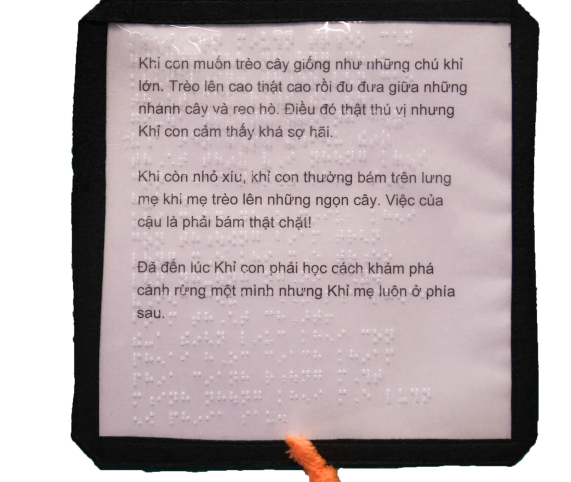 Khỉ con muốn trèo cây giống như những chú khỉ
lớn. Trèo lên cao thật cao rồi đu đưa giữa những
nhánh cây và reo hò. Điều đó thật thú vị nhưng
Khỉ con cảm thấy khá sợ hãi.
Khi còn nhỏ xíu, khỉ con thường bám trên lưng
mẹ khi mẹ trèo lên những ngọn cây. Việc của
cậu là phải bám thật chặt!
Đã đến lúc Khỉ con phải học cách khám phá
cánh rừng một mình nhưng Khỉ mẹ luôn ở phía
sau.